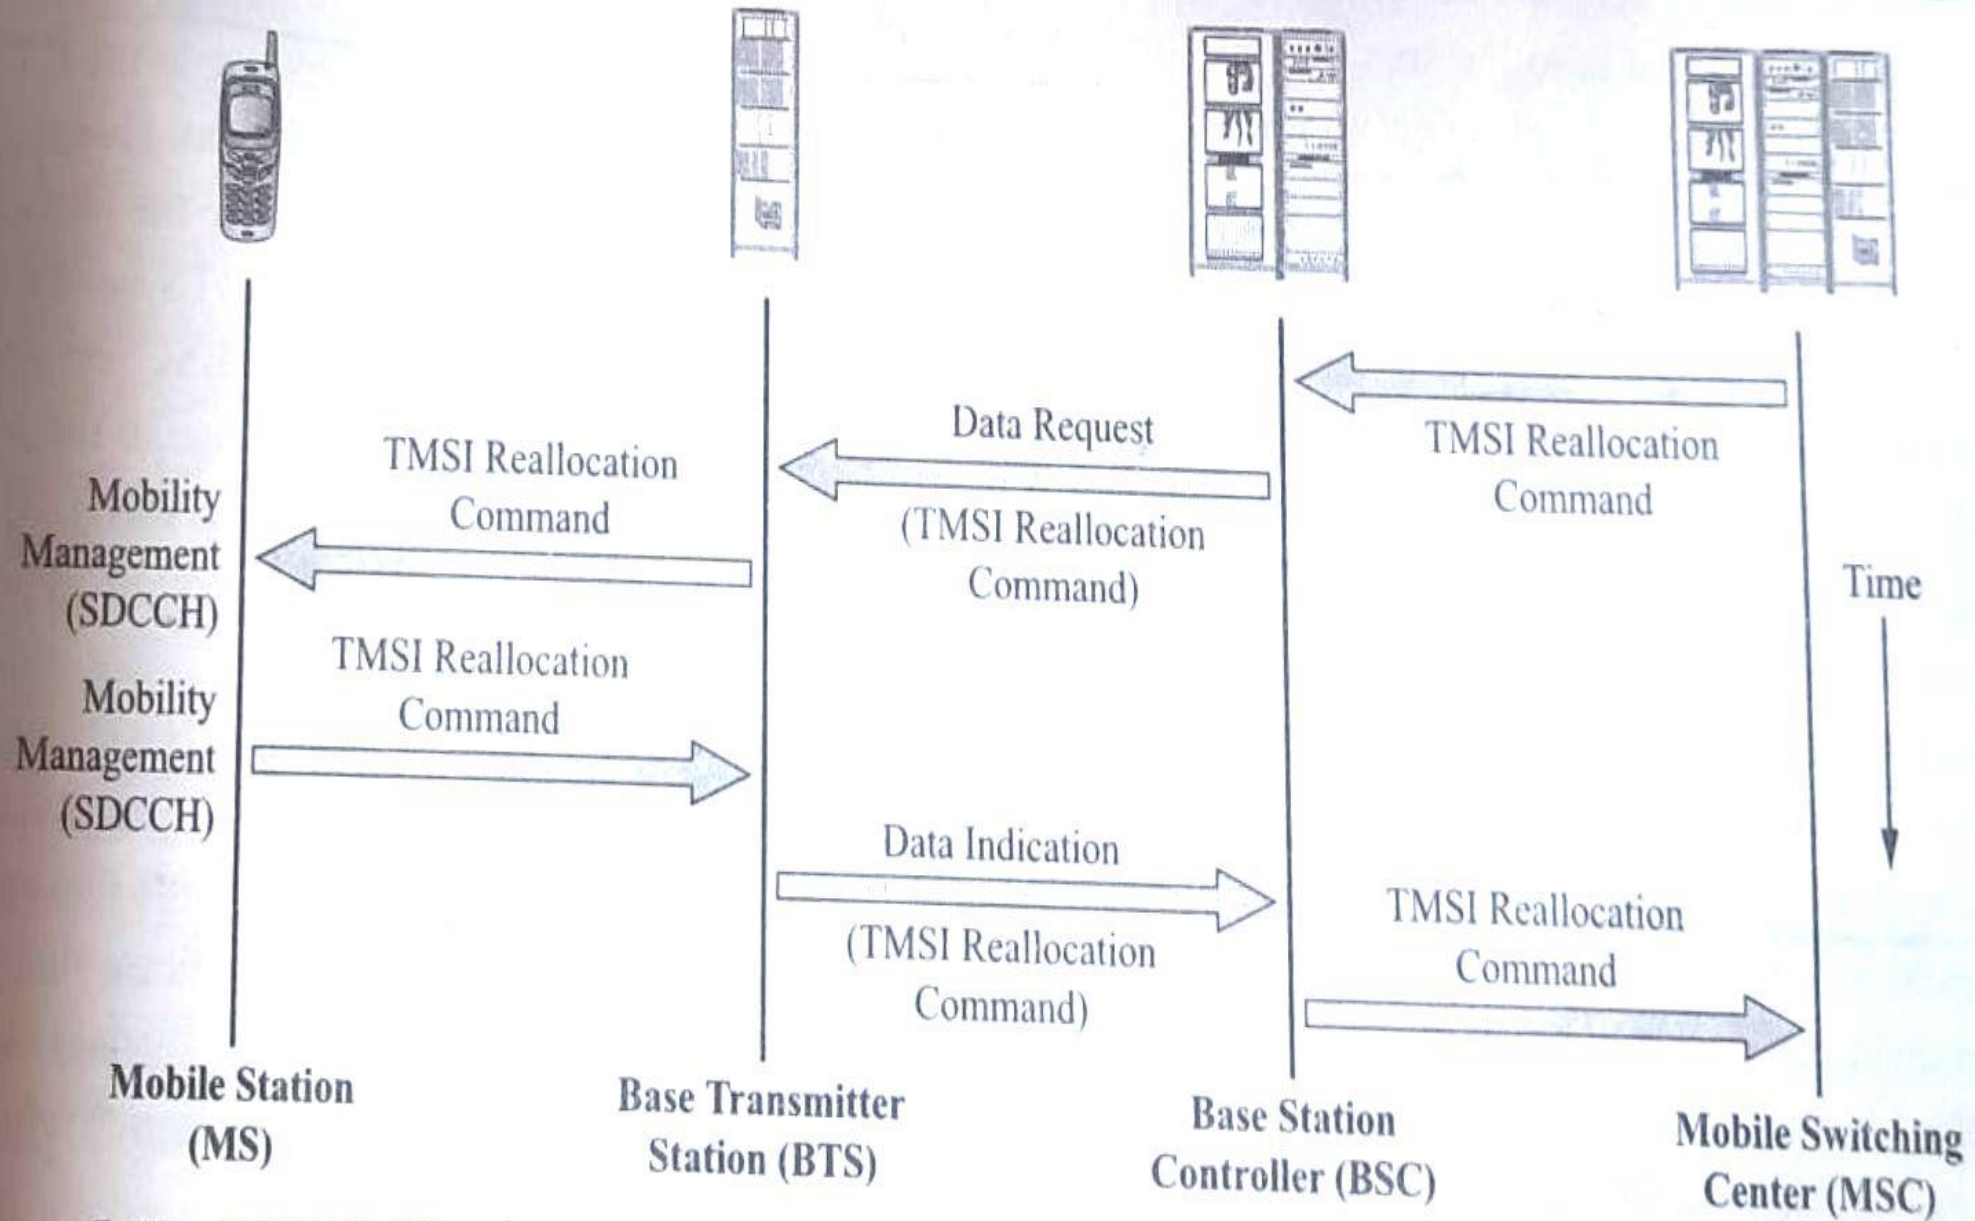 Data Request
TMSI Reallocation
Command
TMSI Reallocation
Command
(TMSI Reallocation
Command)
Mobility
Management
(SDCCH)
Time
TMSI Reallocation
Command
Mobility
Management
(SDCCH)
Data Indication
(TMSI Reallocation
Command)
TMSI Reallocation
Command
Mobile Station
(MS)
Base Transmitter
Station (BTS)
Base Station
Controller (BSC)
Mobile Switching
Center (MSC)